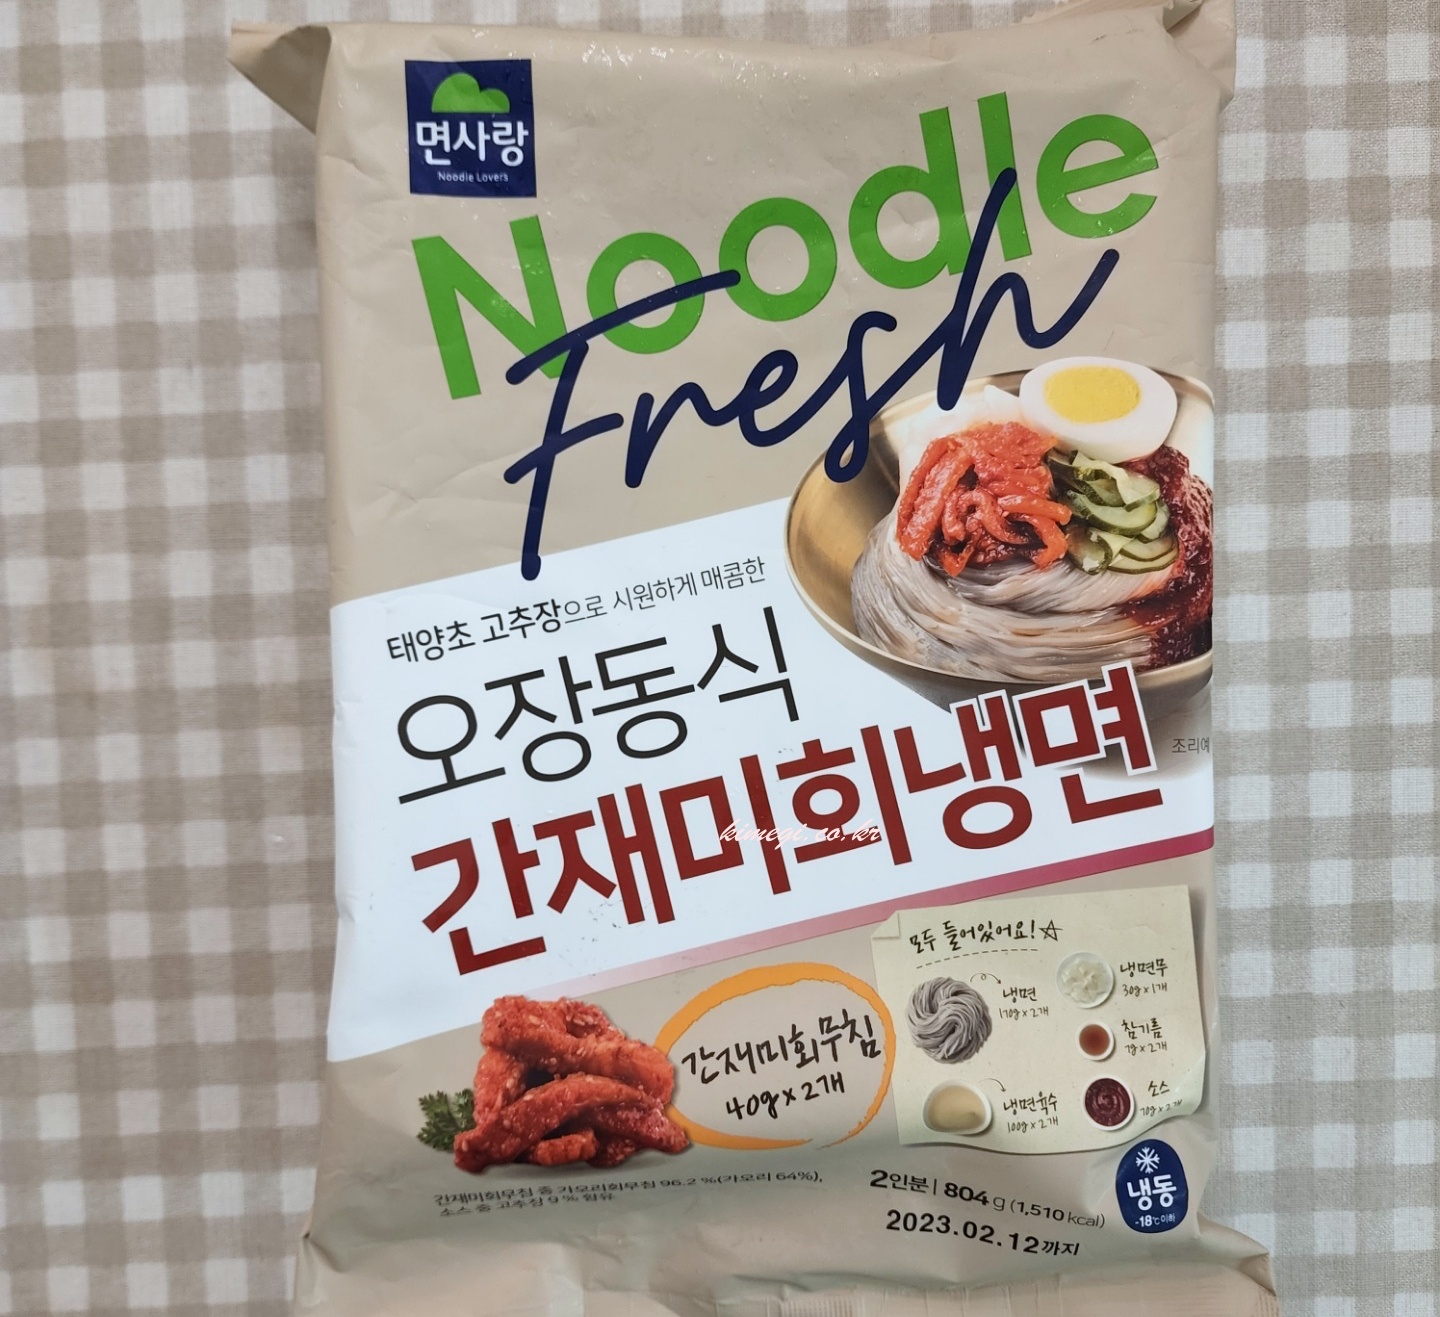 면사랑
Noodle Lovers
Noodle
Fresh
태양초 고추장으로 시원하게 매콤한
오장동식
간재미회냉면
조리예
kimegi.co.kr
모두 들어있어요!
냉면
170g x 2개
냉면무
30g x 1개
참기름
7g x 2개
냉면육수
100g x 2개
소스
70g x 2개
간재미회무침
40g x 2개
간재미회무침 중 가오리회무침 96.2 %(가오리 64%),
소스 중 고추장 9 % 함유
2인분 | 804 g (1,510 kcal)
2023.02.12까지
냉동
-18℃이하